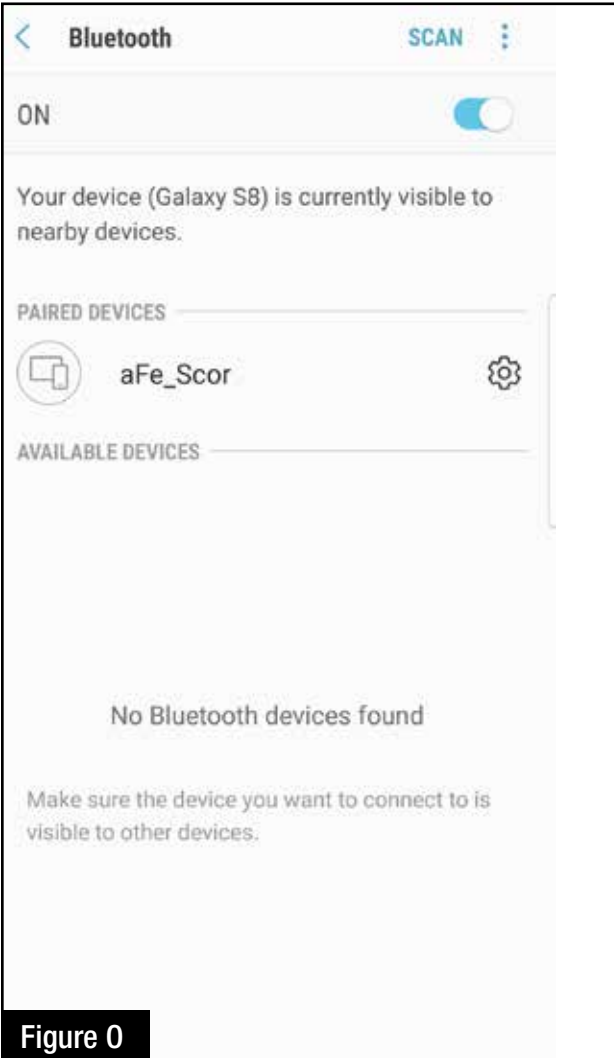 Bluetooth SCAN
ON
Your device (Galaxy S8) is currently visible to
nearby devices.
PAIRED DEVICES
aFe_Scor
AVAILABLE DEVICES
No Bluetooth devices found
Make sure the device you want to connect to is
visible to other devices.
Figure O